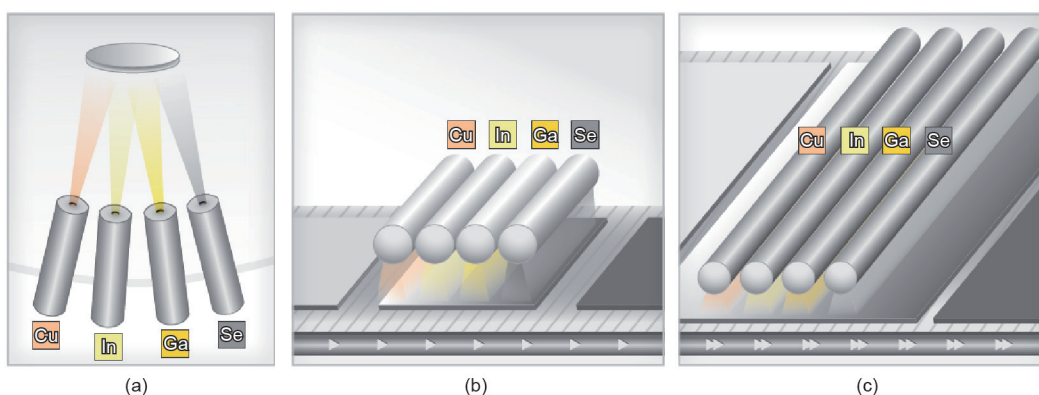 Cu
In
Ga
Se
(a)
Cu In Ga Se
(b)
Cu In Ga Se
(c)